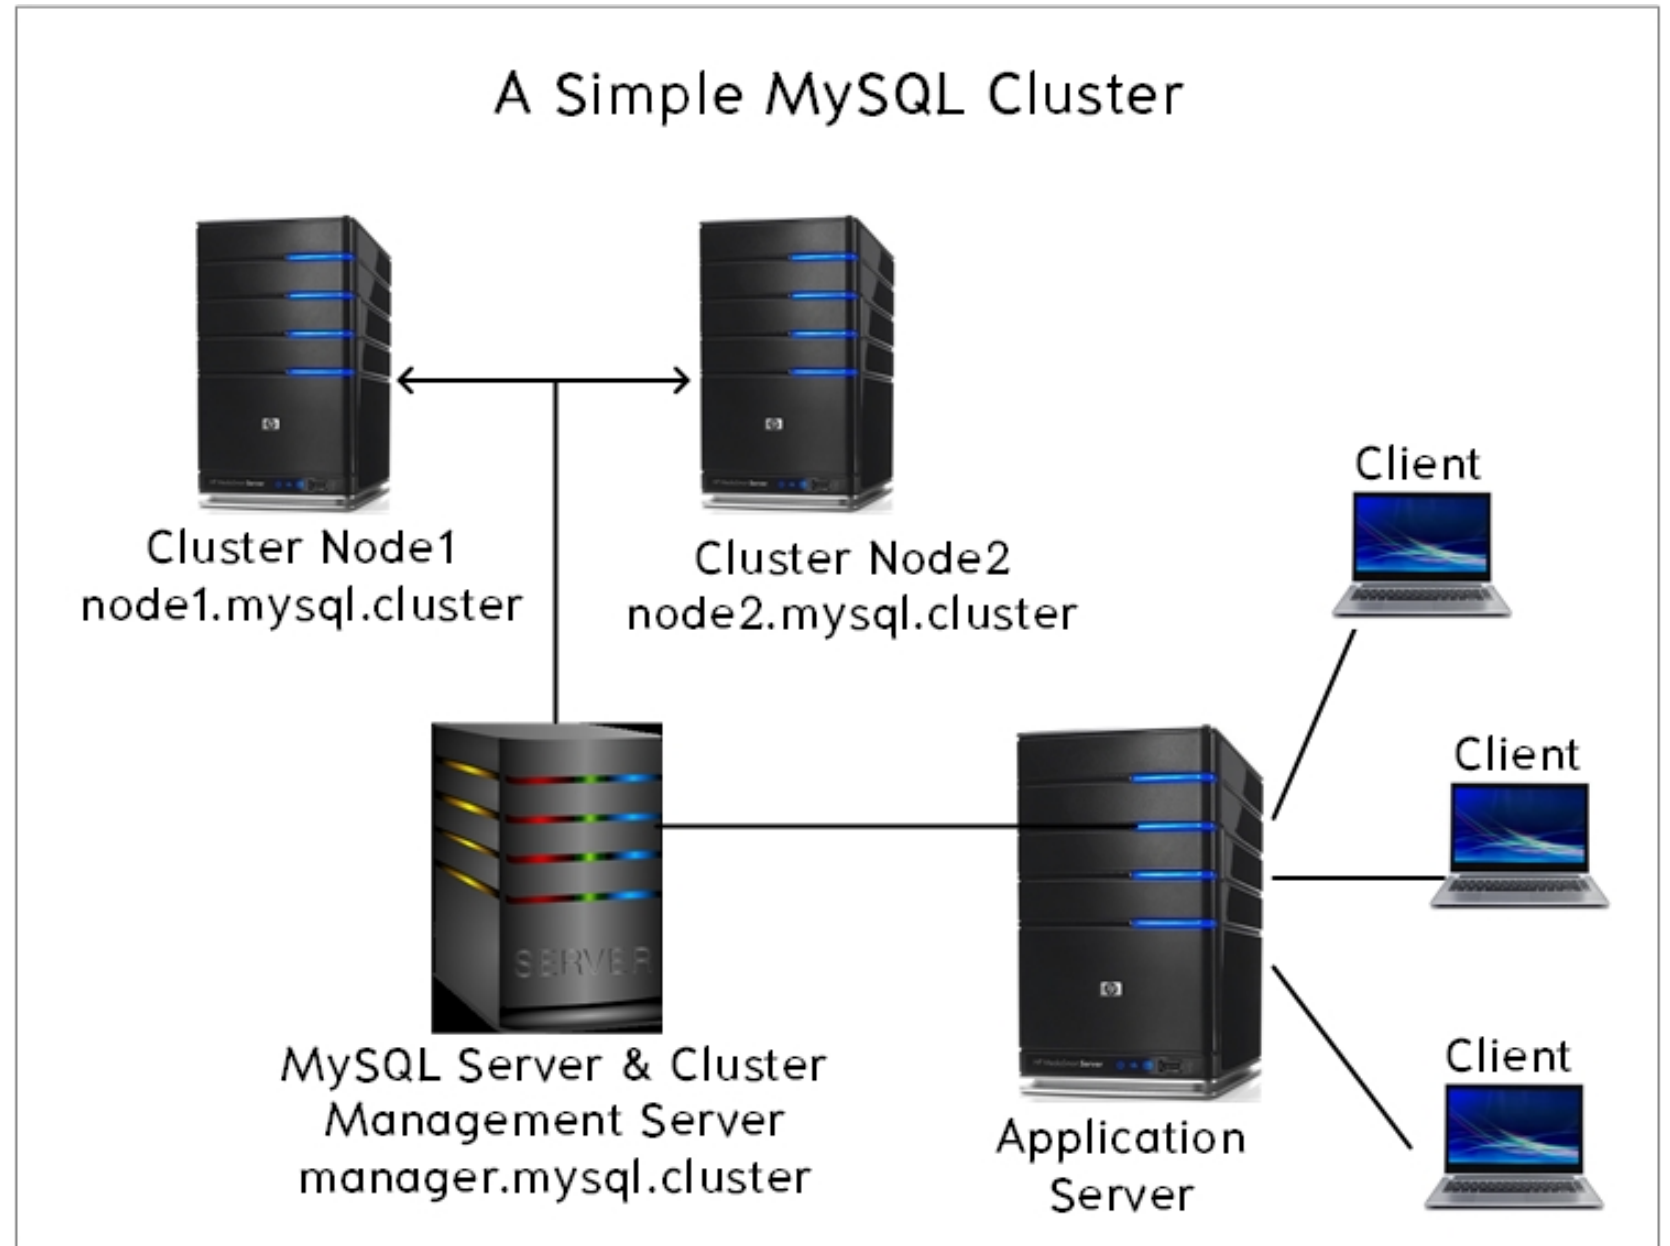 A Simple MySQL Cluster
Cluster Node1
node1.mysql.cluster
Cluster Node2
node2.mysql.cluster
Client
Client
SERVER
MySQL Server & Cluster
Management Server
manager.mysql.cluster
Application
Server
Client